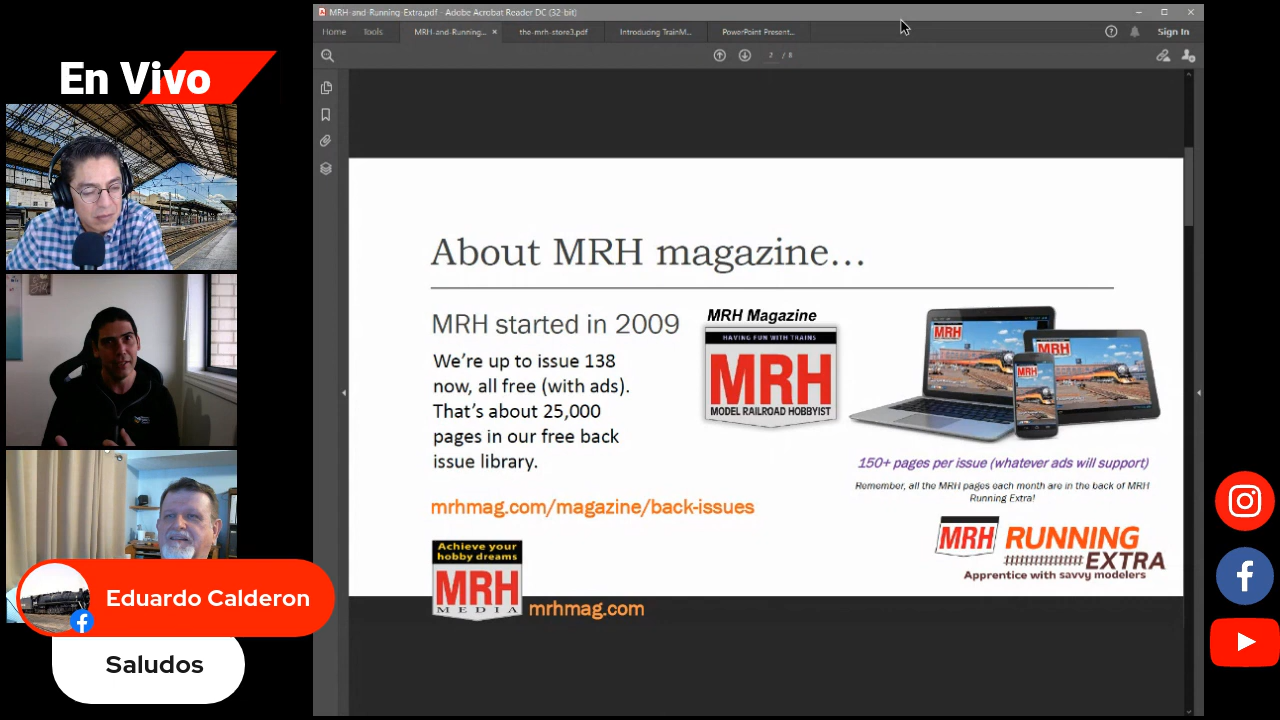 En Vivo
MRH-and-Running-Extra.pdf - Adobe Acrobat Reader DC (32-bit)
Home
Tools
MRH-and-Running...
the-mrh-store3.pdf
Introducing TrainM...
PowerPoint Present...
Sign In
2 / 8
About MRH magazine...
MRH started in 2009
We're up to issue 138
now, all free (with ads).
That's about 25,000
pages in our free back
issue library.
mrhmag.com/magazine/back-issues
MRH Magazine
HAVING FUN WITH TRAINS
MRH
MODEL RAILROAD HOBBYIST
MRH
MRH
MRH
150+ pages per issue (whatever ads will support)
Remember, all the MRH pages each month are in the back of MRH
Running Extra!
MRH RUNNING
EXTRA
Apprentice with savvy modelers
Achieve your
hobby dreams
MRH
MEDIA
mrhmag.com
Eduardo Calderon
Saludos